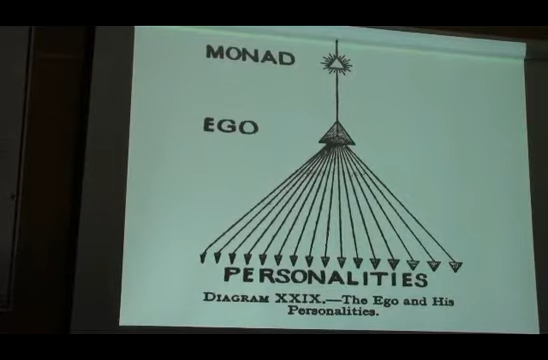 MONAD
EGO
PERSONALITIES
DIAGRAM XXIX.—The Ego and His
Personalities.